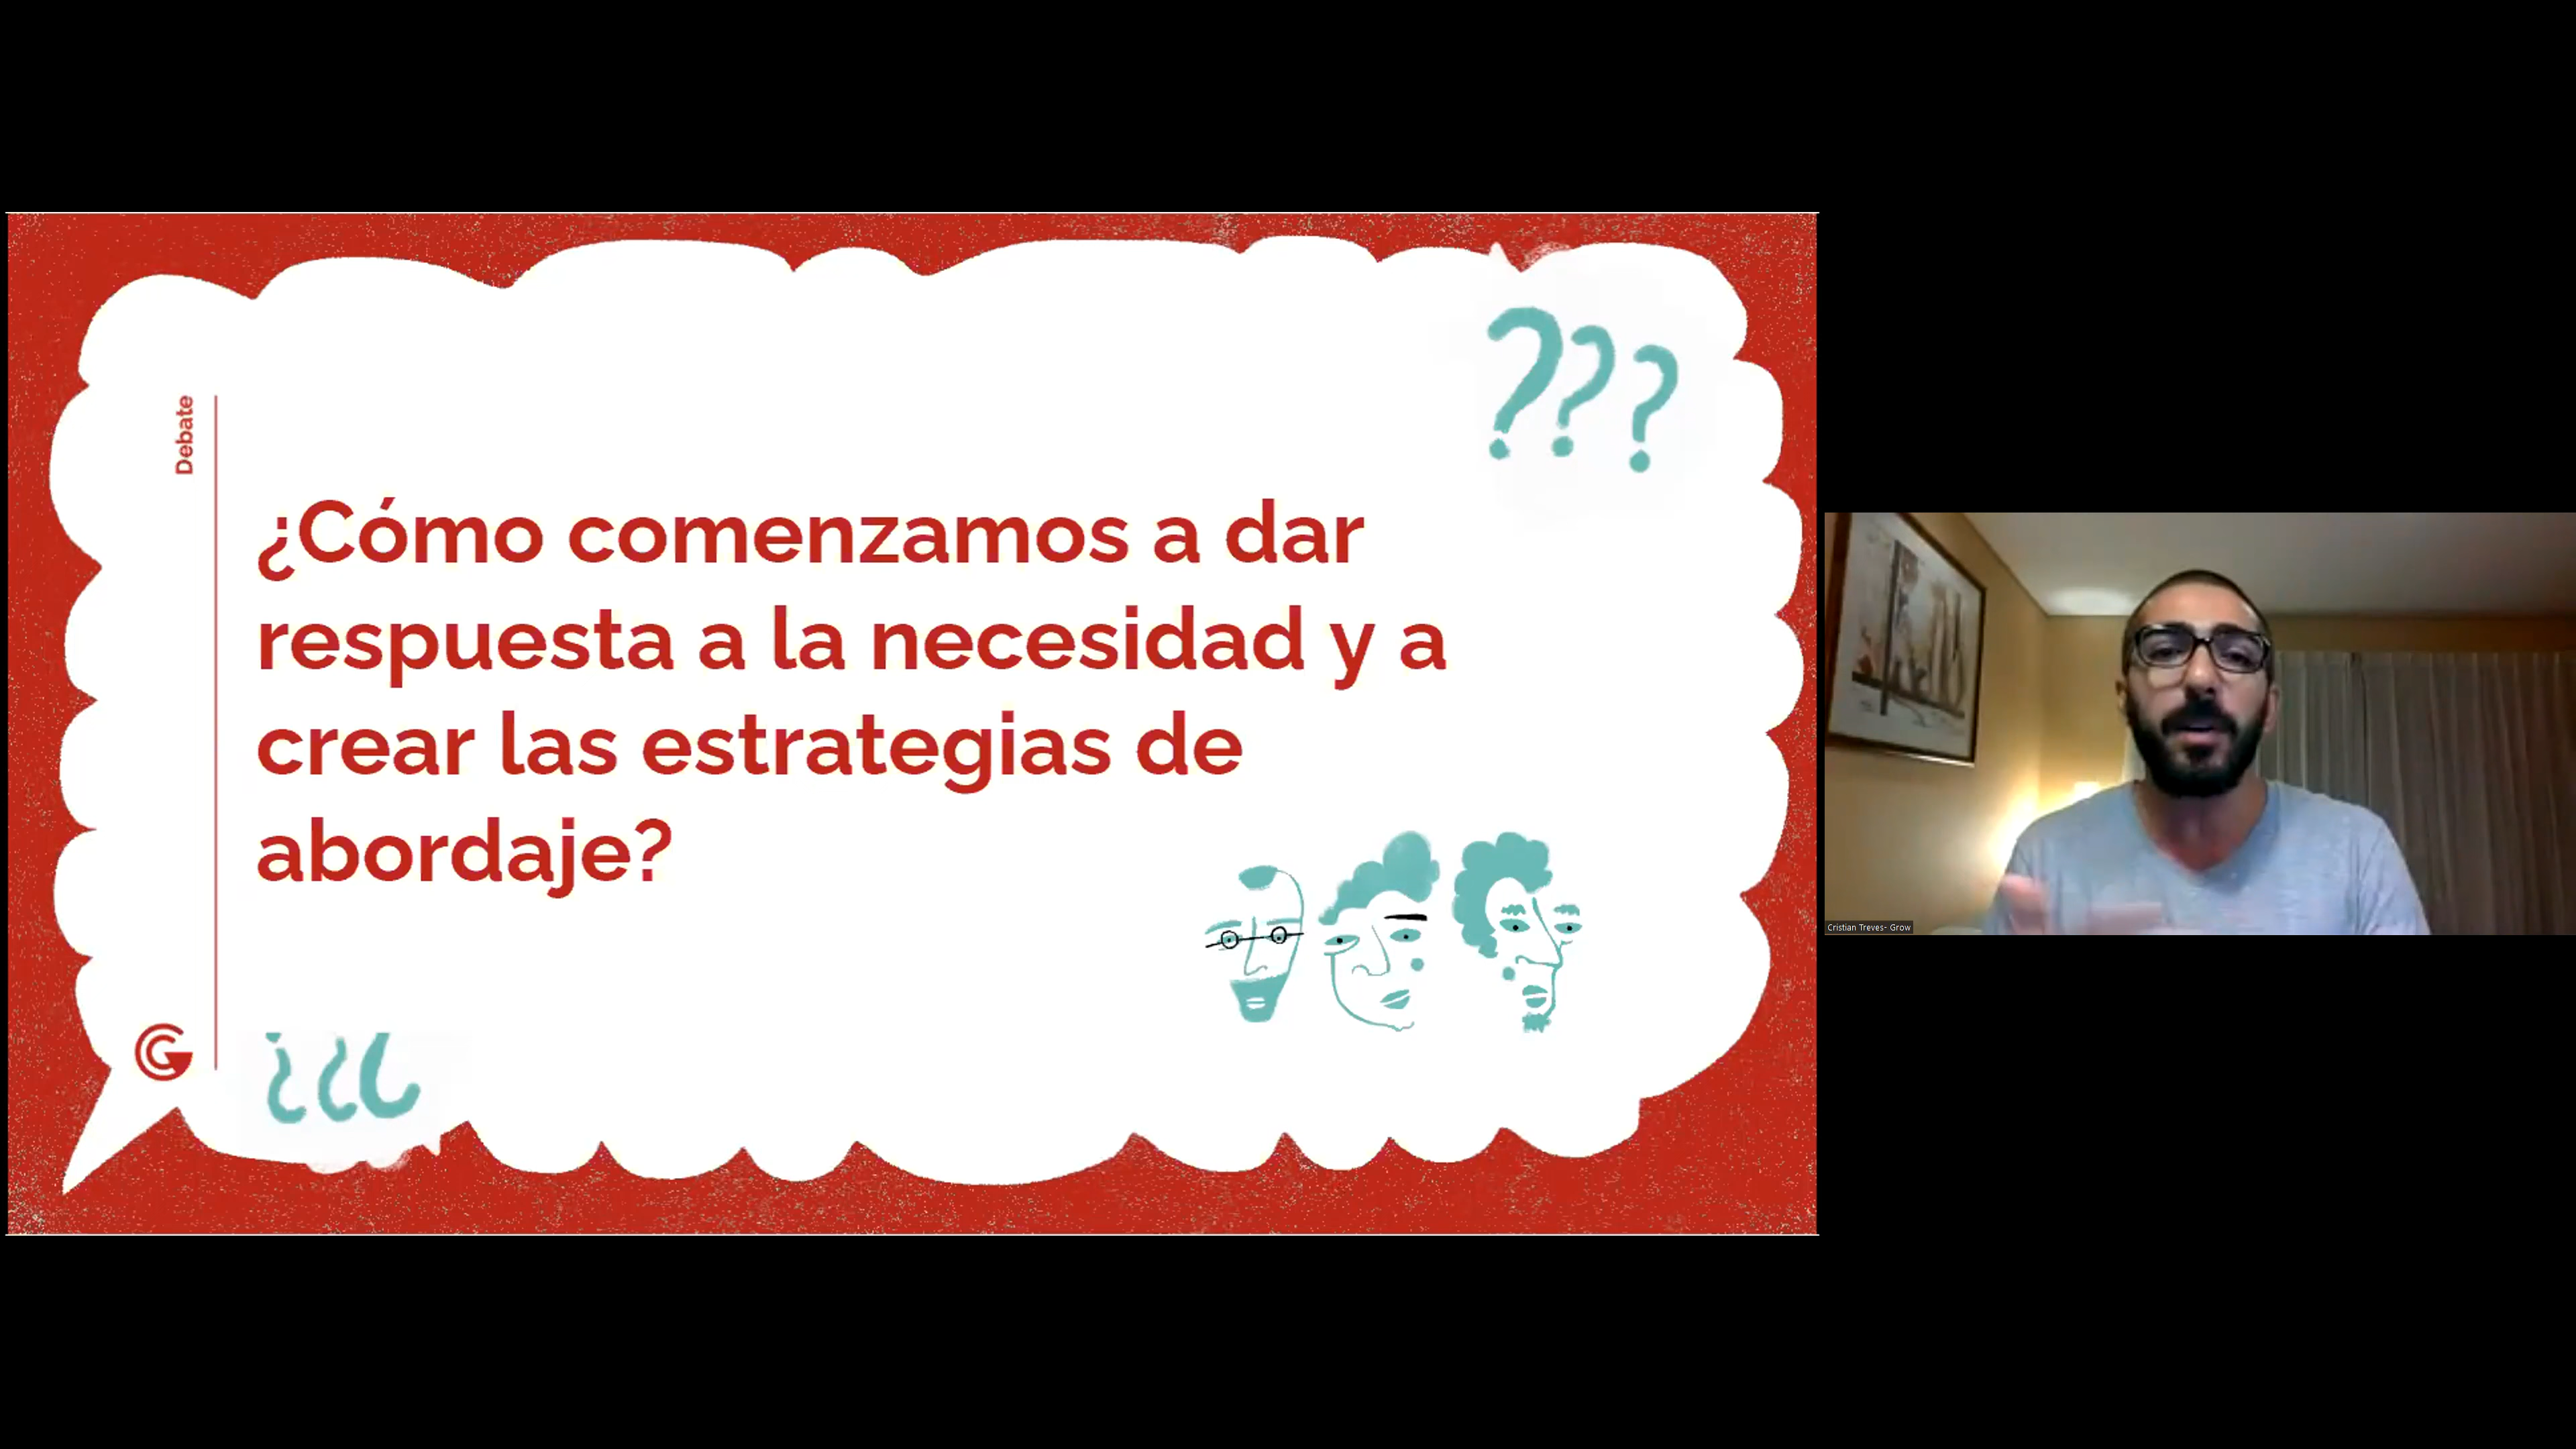 Debate
¿Cómo comenzamos a dar
respuesta a la necesidad y a
crear las estrategias de
abordaje?
???
¿¿¿
G
Cristian Treves- Grow